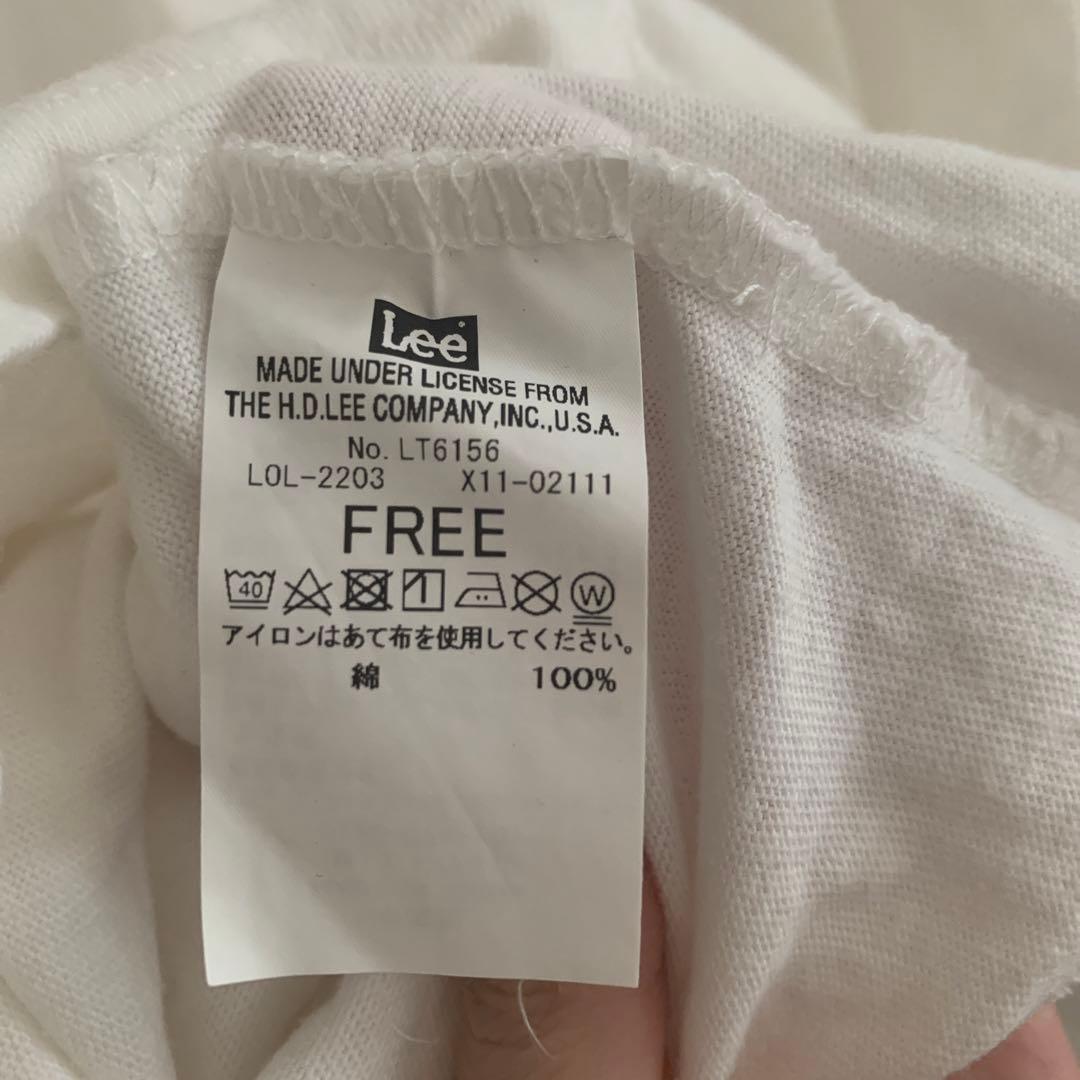 Lee
MADE UNDER LICENSE FROM
THE H.D.LEE COMPANY,INC.,U.S.A.
No. LT6156
LOL-2203 X11-02111
FREE
40 W
アイロンはあて布を使用してください。
綿 100%